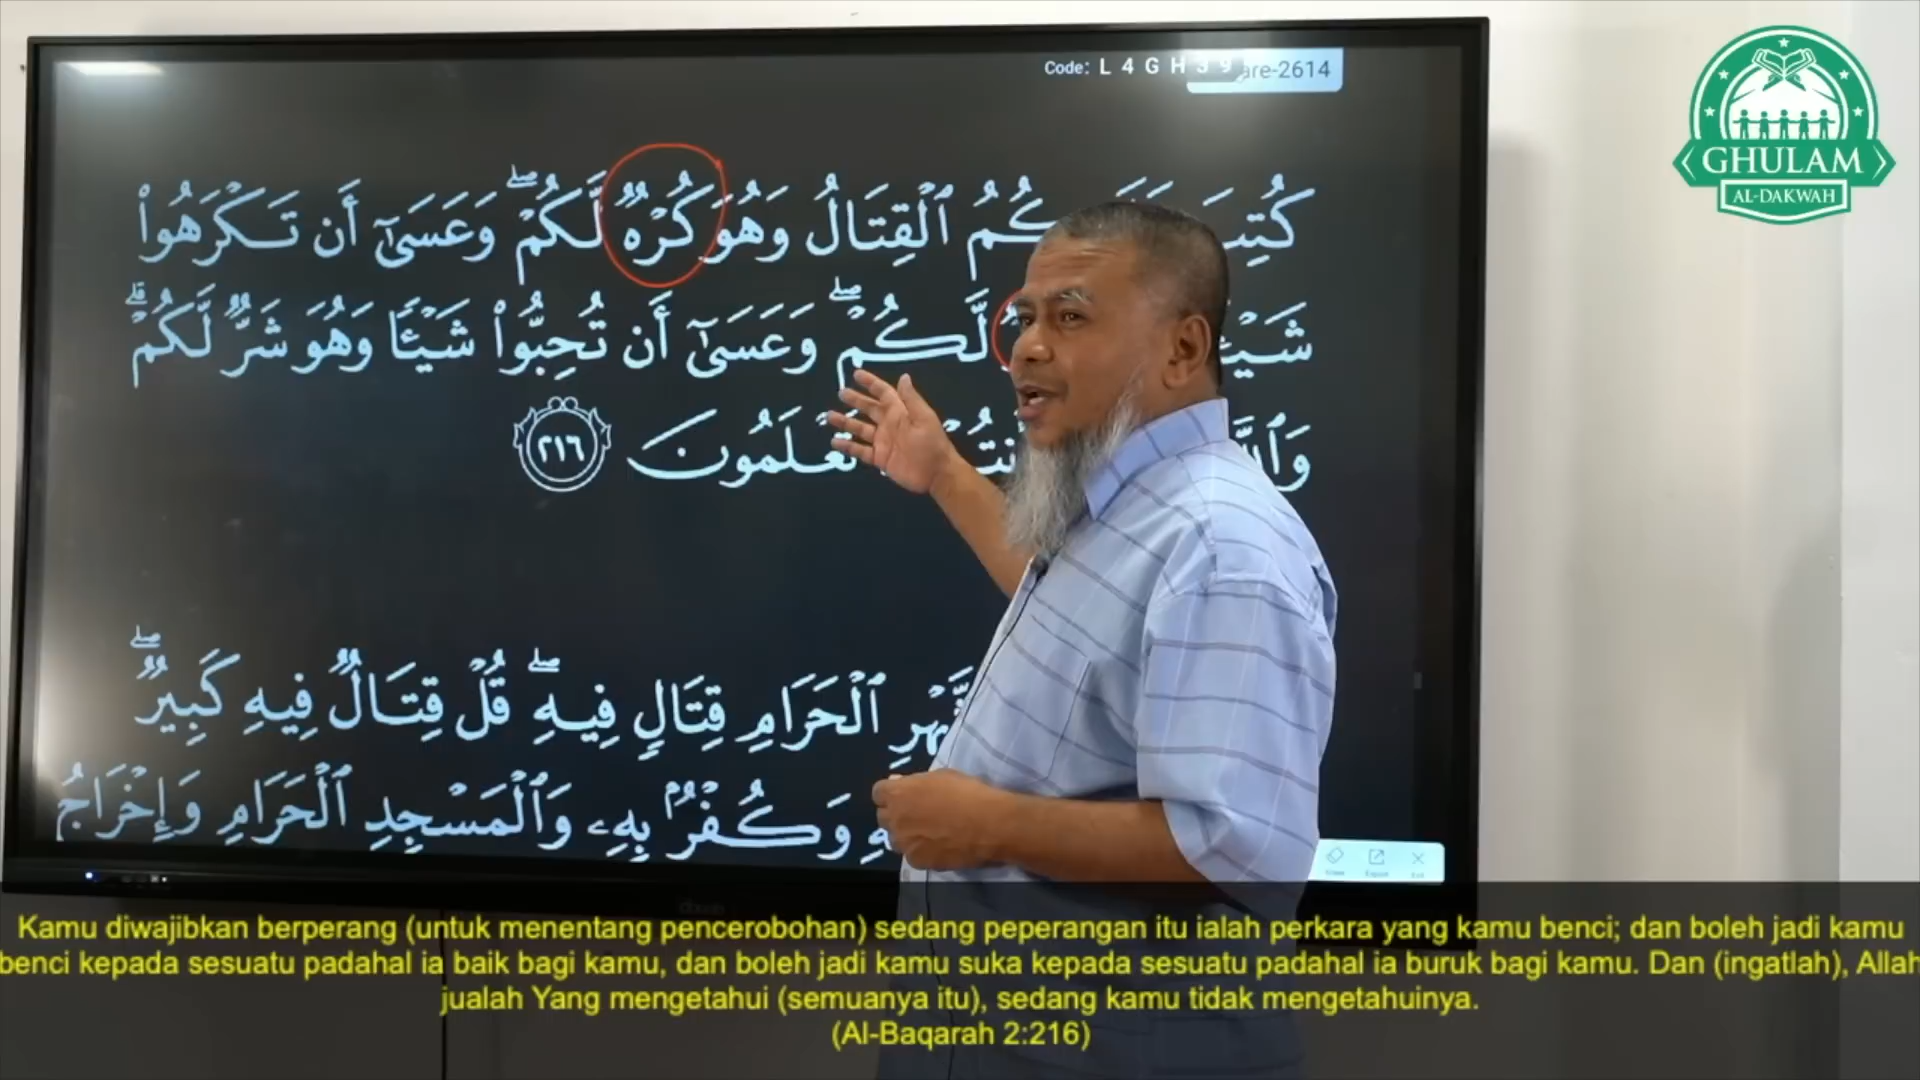 Code: L 4 G H 3 9 are-2614
GHULAM
AL-DAKWAH
كُمُ ٱلْقِتَالُ وَهُوَ كُرْهٌ لَّكُمْ ۖ وَعَسَىٰٓ أَن تَكْرَهُوا۟
لَّكُمْ ۖ وَعَسَىٰٓ أَن تُحِبُّوا۟ شَيْـًٔا وَهُوَ شَرٌّ لَّكُمْ ۗ
تَعْلَمُونَ ٢١٦
ٱلْحَرَامِ قِتَالٍ فِيهِ ۖ قُلْ قِتَالٌ فِيهِ كَبِيرٌ ۖ
وَكُفْرٌۢ بِهِۦ وَٱلْمَسْجِدِ ٱلْحَرَامِ وَإِخْرَاجُ
Kamu diwajibkan berperang (untuk menentang pencerobohan) sedang peperangan itu ialah perkara yang kamu benci; dan boleh jadi kamu
benci kepada sesuatu padahal ia baik bagi kamu, dan boleh jadi kamu suka kepada sesuatu padahal ia buruk bagi kamu. Dan (ingatlah), Allah
jualah Yang mengetahui (semuanya itu), sedang kamu tidak mengetahuinya.
(Al-Baqarah 2:216)